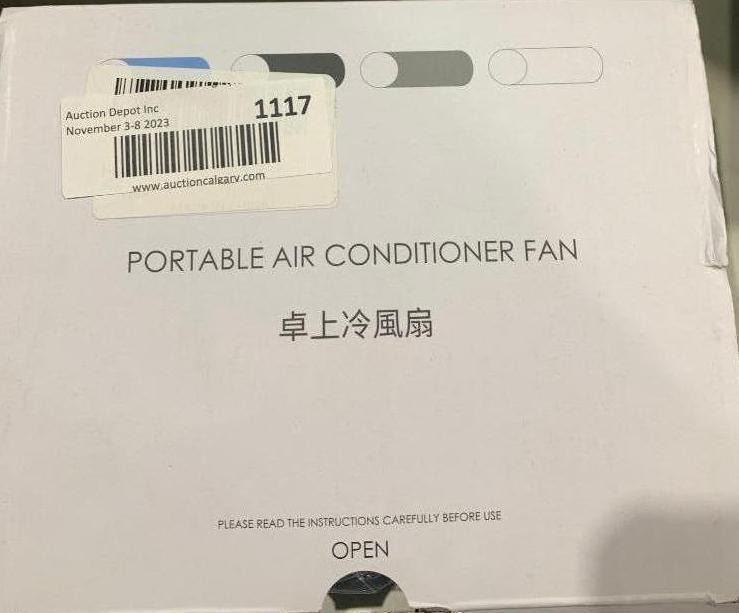 Auction Depot Inc
1117
November 3-8 2023
www.auctioncalgary.com
PORTABLE AIR CONDITIONER FAN
卓上冷風扇
PLEASE READ THE INSTRUCTIONS CAREFULLY BEFORE USE
OPEN